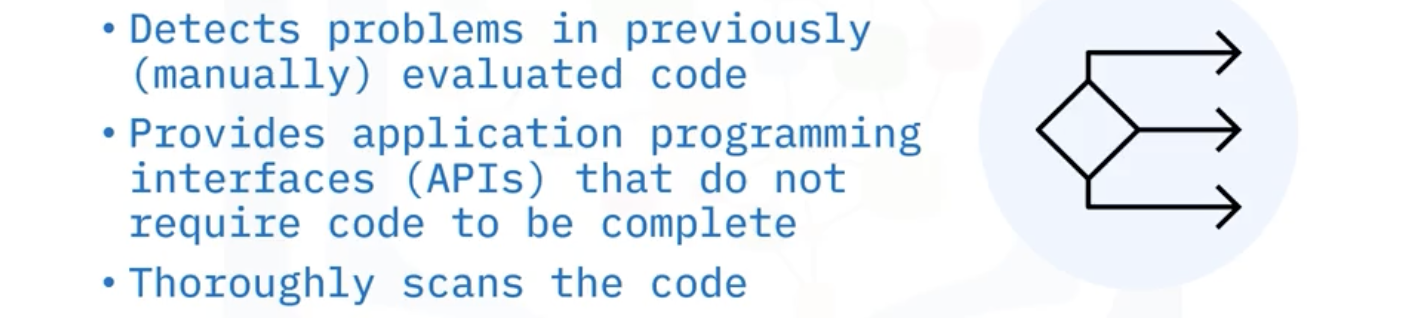 • Detects problems in previously
(manually) evaluated code
• Provides application programming
interfaces (APIs) that do not
require code to be complete
• Thoroughly scans the code